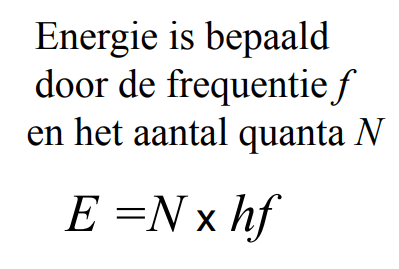 Energie is bepaald
door de frequentie f
en het aantal quanta N
E =N x hf